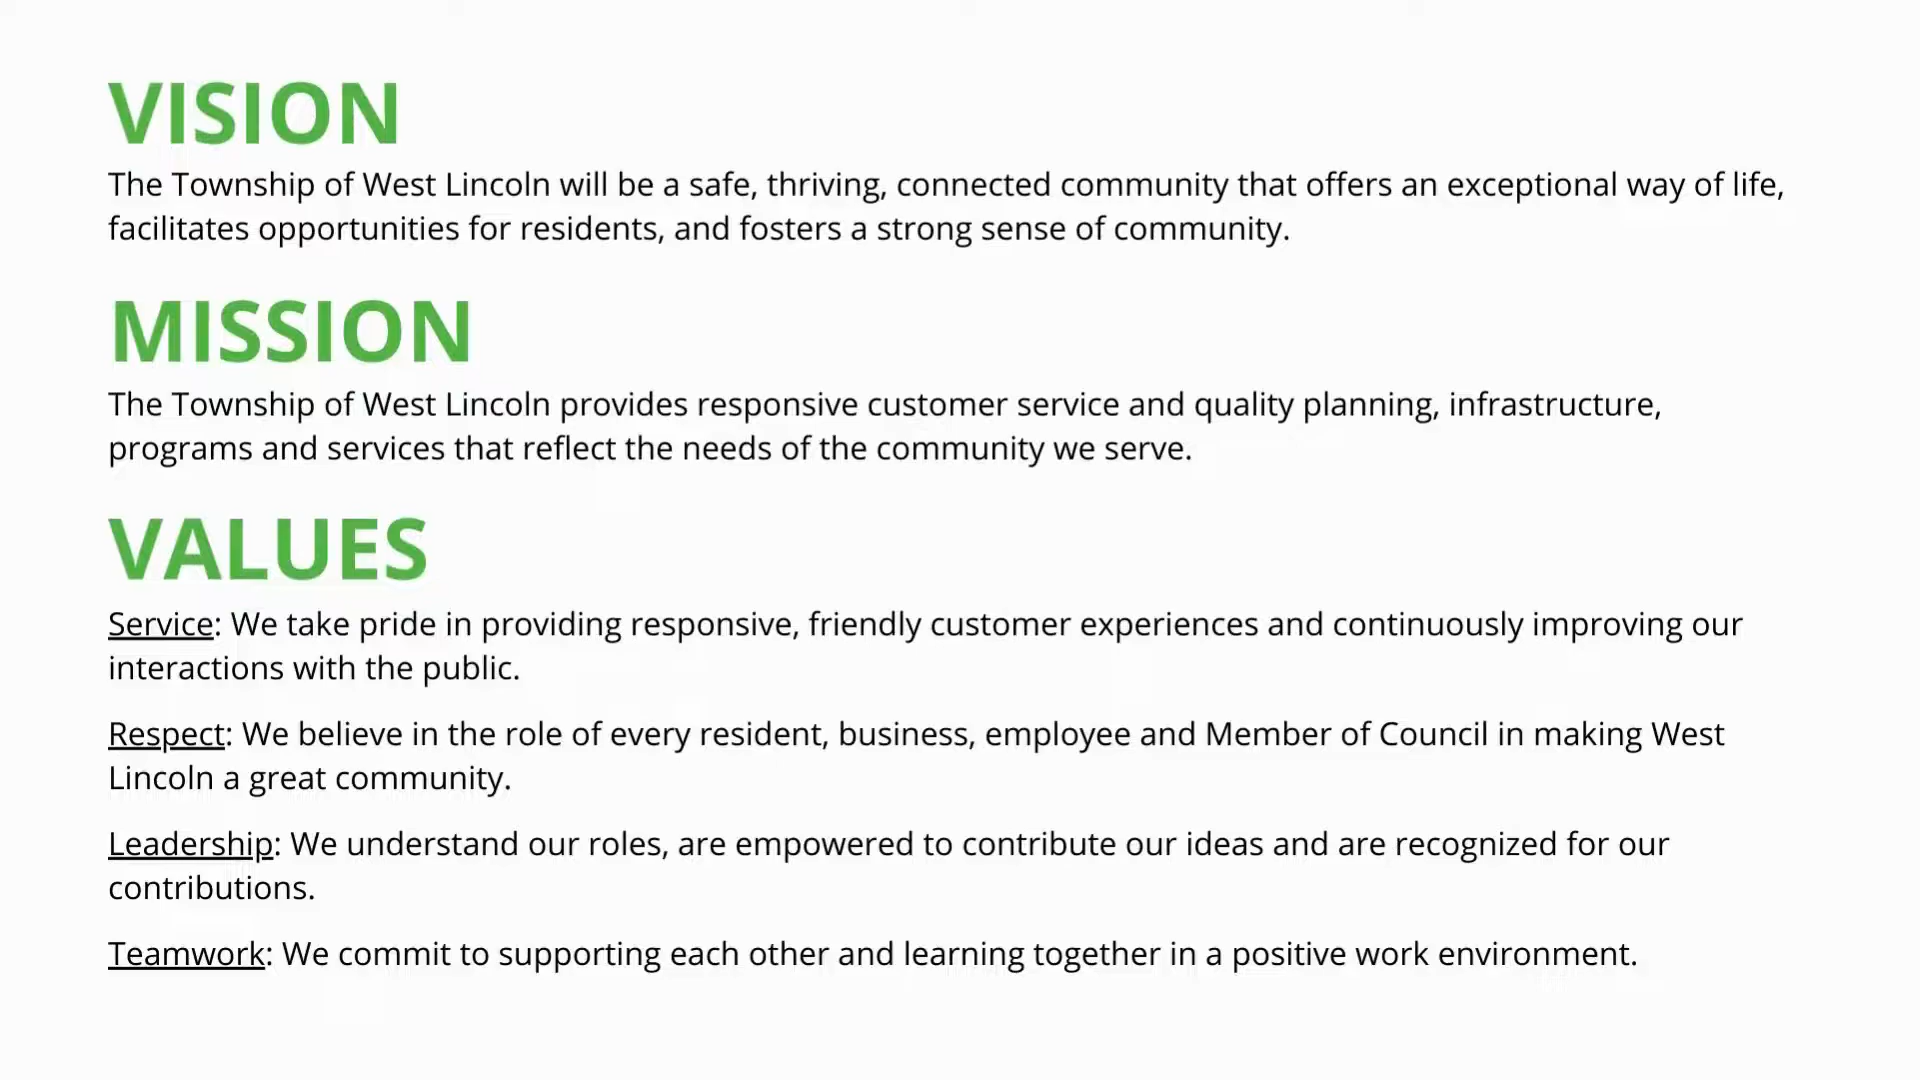 VISION
The Township of West Lincoln will be a safe, thriving, connected community that offers an exceptional way of life,
facilitates opportunities for residents, and fosters a strong sense of community.
MISSION
The Township of West Lincoln provides responsive customer service and quality planning, infrastructure,
programs and services that reflect the needs of the community we serve.
VALUES
Service: We take pride in providing responsive, friendly customer experiences and continuously improving our
interactions with the public.
Respect: We believe in the role of every resident, business, employee and Member of Council in making West
Lincoln a great community.
Leadership: We understand our roles, are empowered to contribute our ideas and are recognized for our
contributions.
Teamwork: We commit to supporting each other and learning together in a positive work environment.